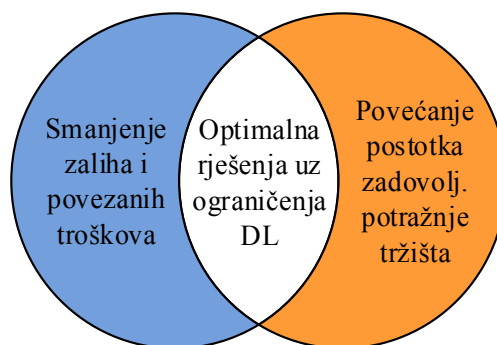 Smanjenje
zaliha i
povezanih
troškova
Optimalna
rješenja uz
ograničenja
DL
Povećanje
postotka
zadovolj.
potražnje
tržišta